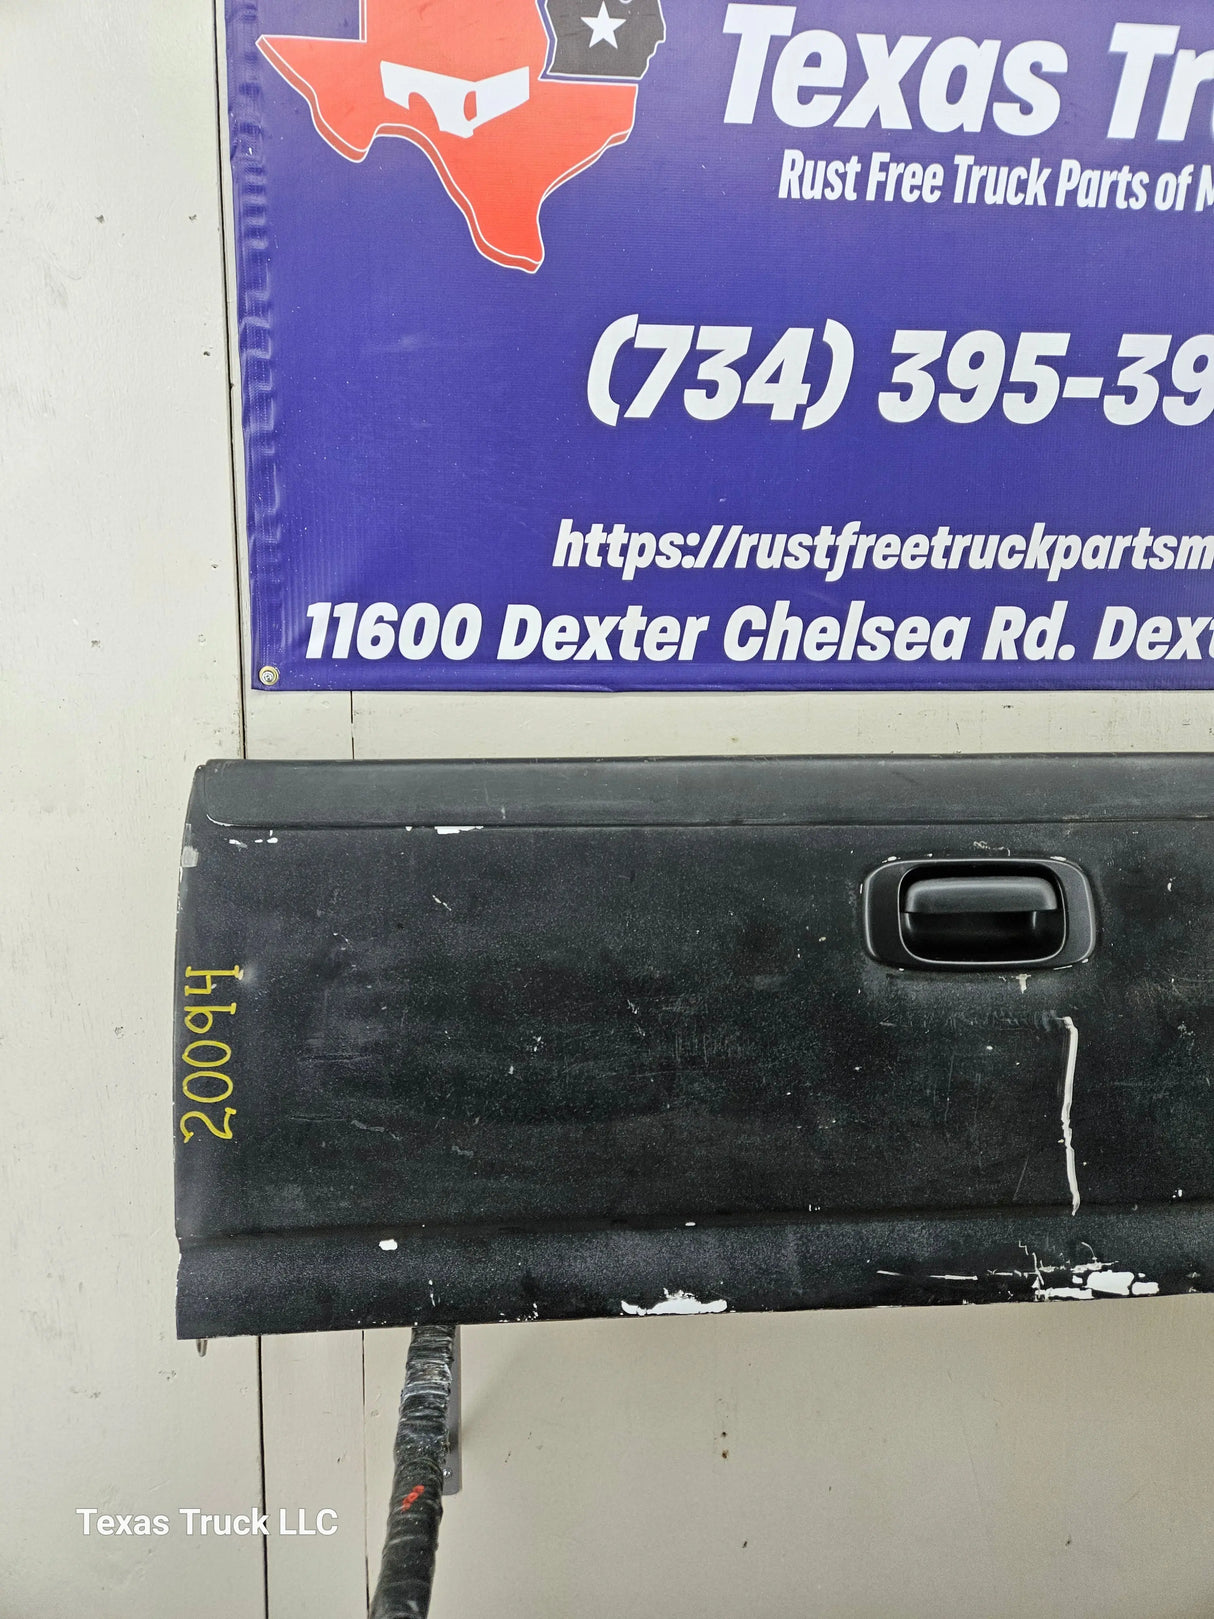 Texas
Rust Free Truck Parts of
(734) 395-39
https://rustfreetruckpartsm
11600 Dexter Chelsea Rd. Dext
20094
Texas Truck LLC